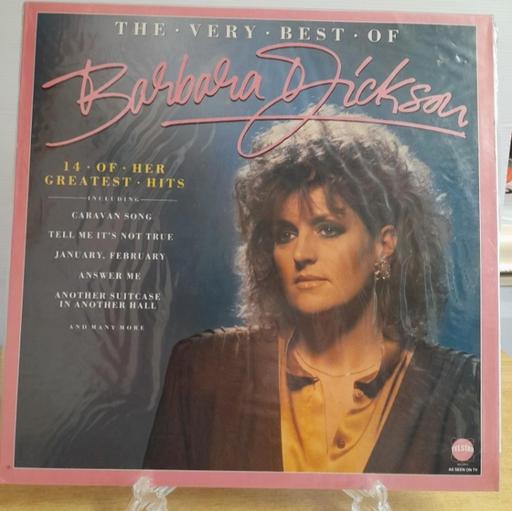 THE · VERY · BEST · OF
Barbara Dickson
14 · OF · HER
GREATEST · HITS
INCLUDING
CARAVAN SONG
TELL ME IT'S NOT TRUE
JANUARY, FEBRUARY
ANSWER ME
ANOTHER SUITCASE
IN ANOTHER HALL
AND MANY MORE
TELSTAR
AS SEEN ON TV